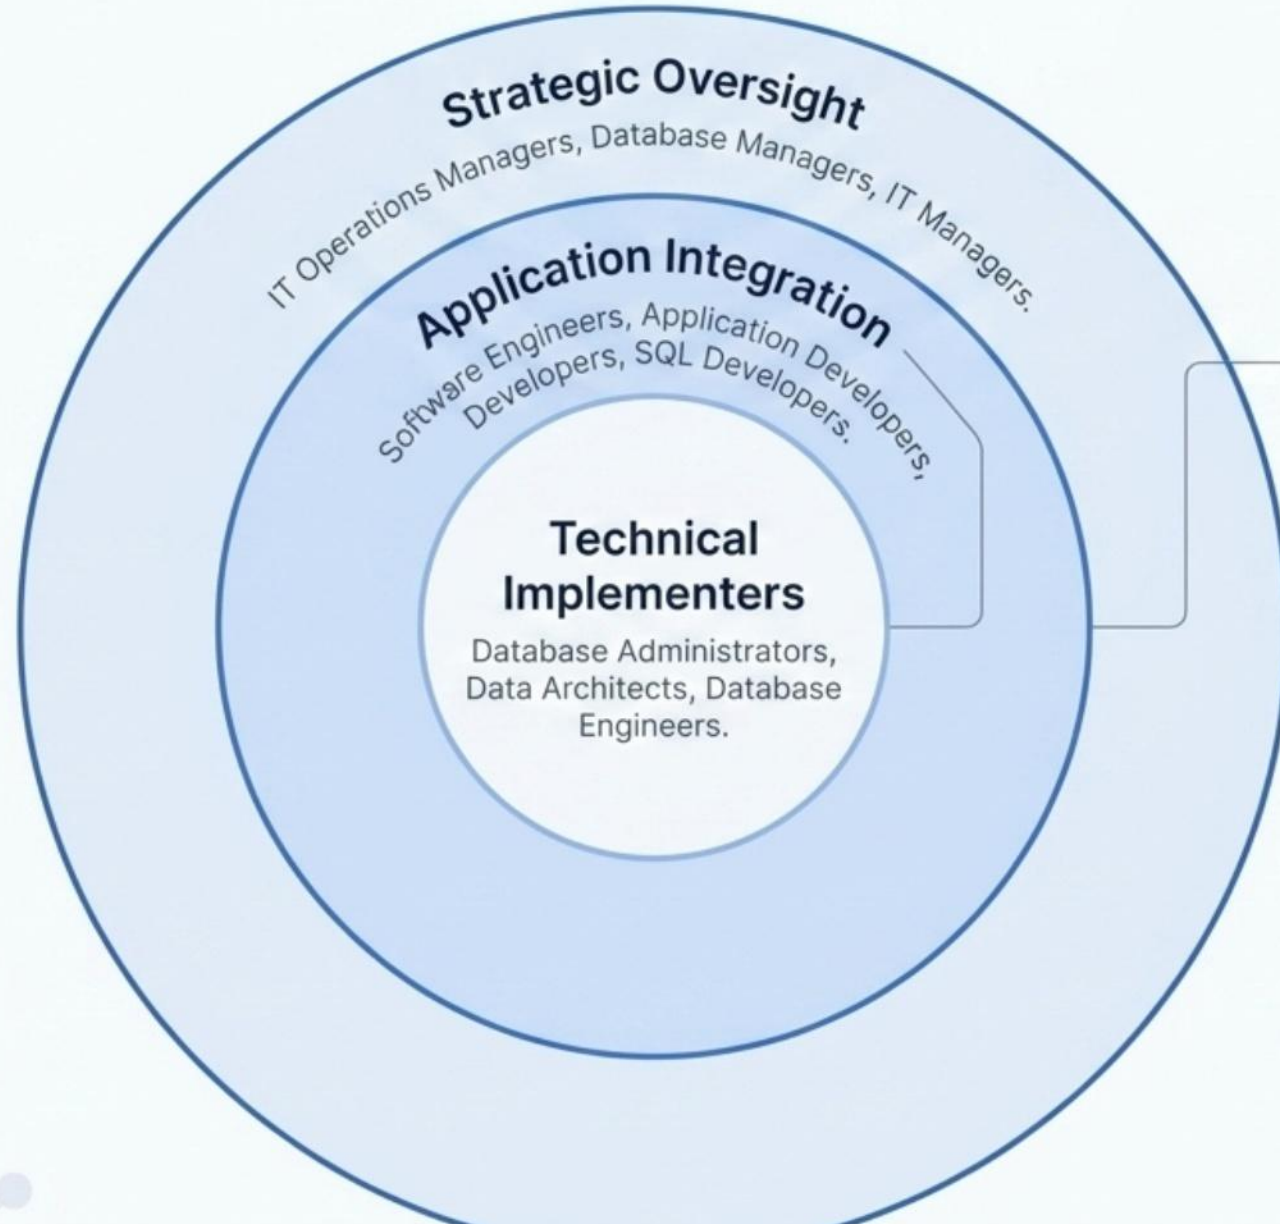 Strategic Oversight
IT Operations Managers, Database Managers, IT Managers.
Application Integration
Software Engineers, Application Developers,
Developers, SQL Developers.
Technical
Implementers
Database Administrators,
Data Architects, Database
Engineers.